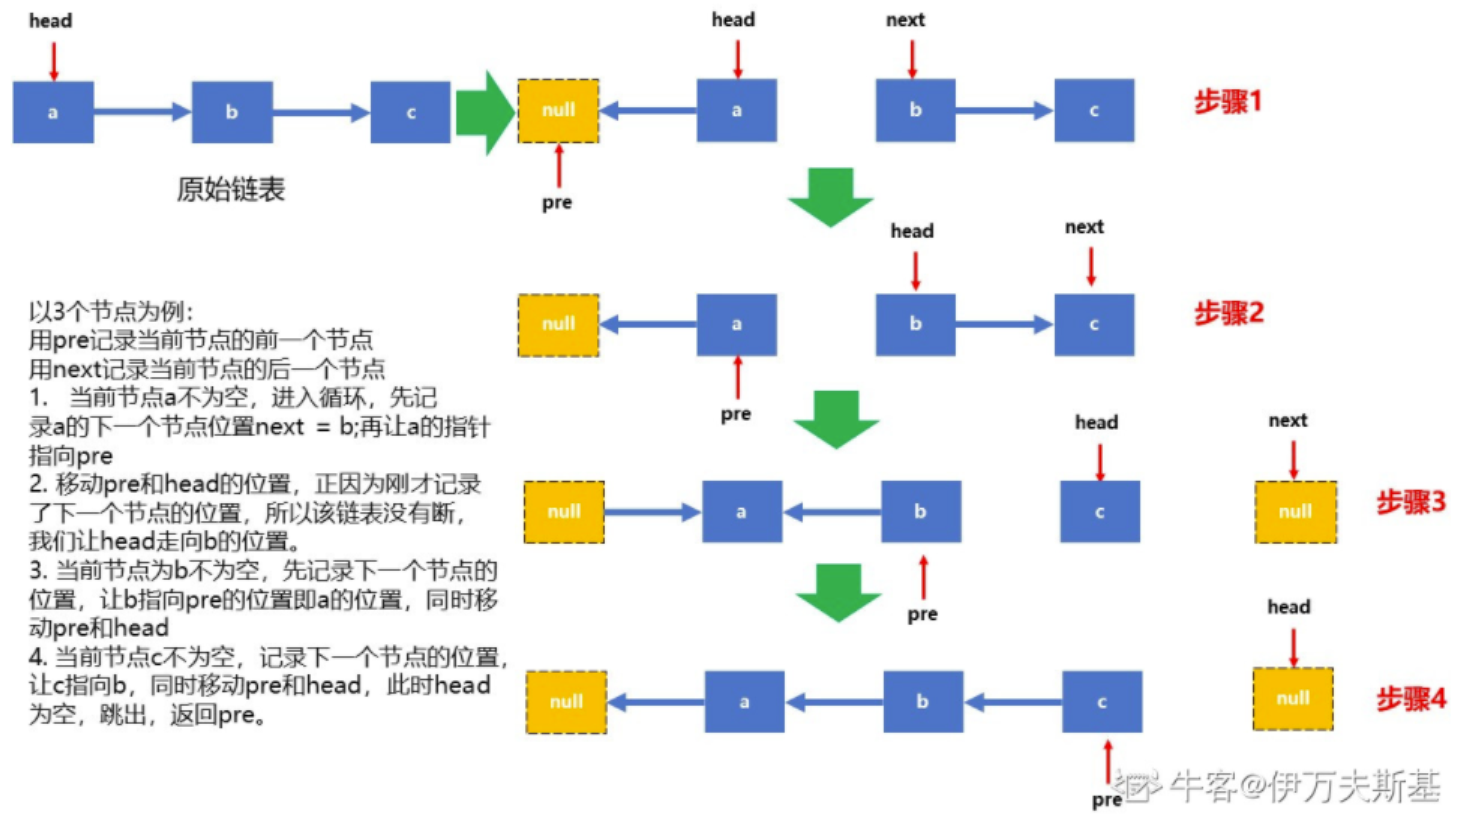 head
head
next
a
b
c
null
a
b
c
步骤1
原始链表
pre
head
next
null
a
b
c
步骤2
pre
以3个节点为例：
用pre记录当前节点的前一个节点
用next记录当前节点的后一个节点
1. 当前节点a不为空，进入循环，先记
录a的下一个节点位置next = b;再让a的指针
指向pre
2. 移动pre和head的位置，正因为刚才记录
了下一个节点的位置，所以该链表没有断，
我们让head走向b的位置。
3. 当前节点为b不为空，先记录下一个节点的
位置，让b指向pre的位置即a的位置，同时移
动pre和head
4. 当前节点c不为空，记录下一个节点的位置，
让c指向b，同时移动pre和head，此时head
为空，跳出，返回pre。
head
next
null
a
b
c
null
步骤3
pre
head
null
a
b
c
null
步骤4
pre
牛客@伊万夫斯基